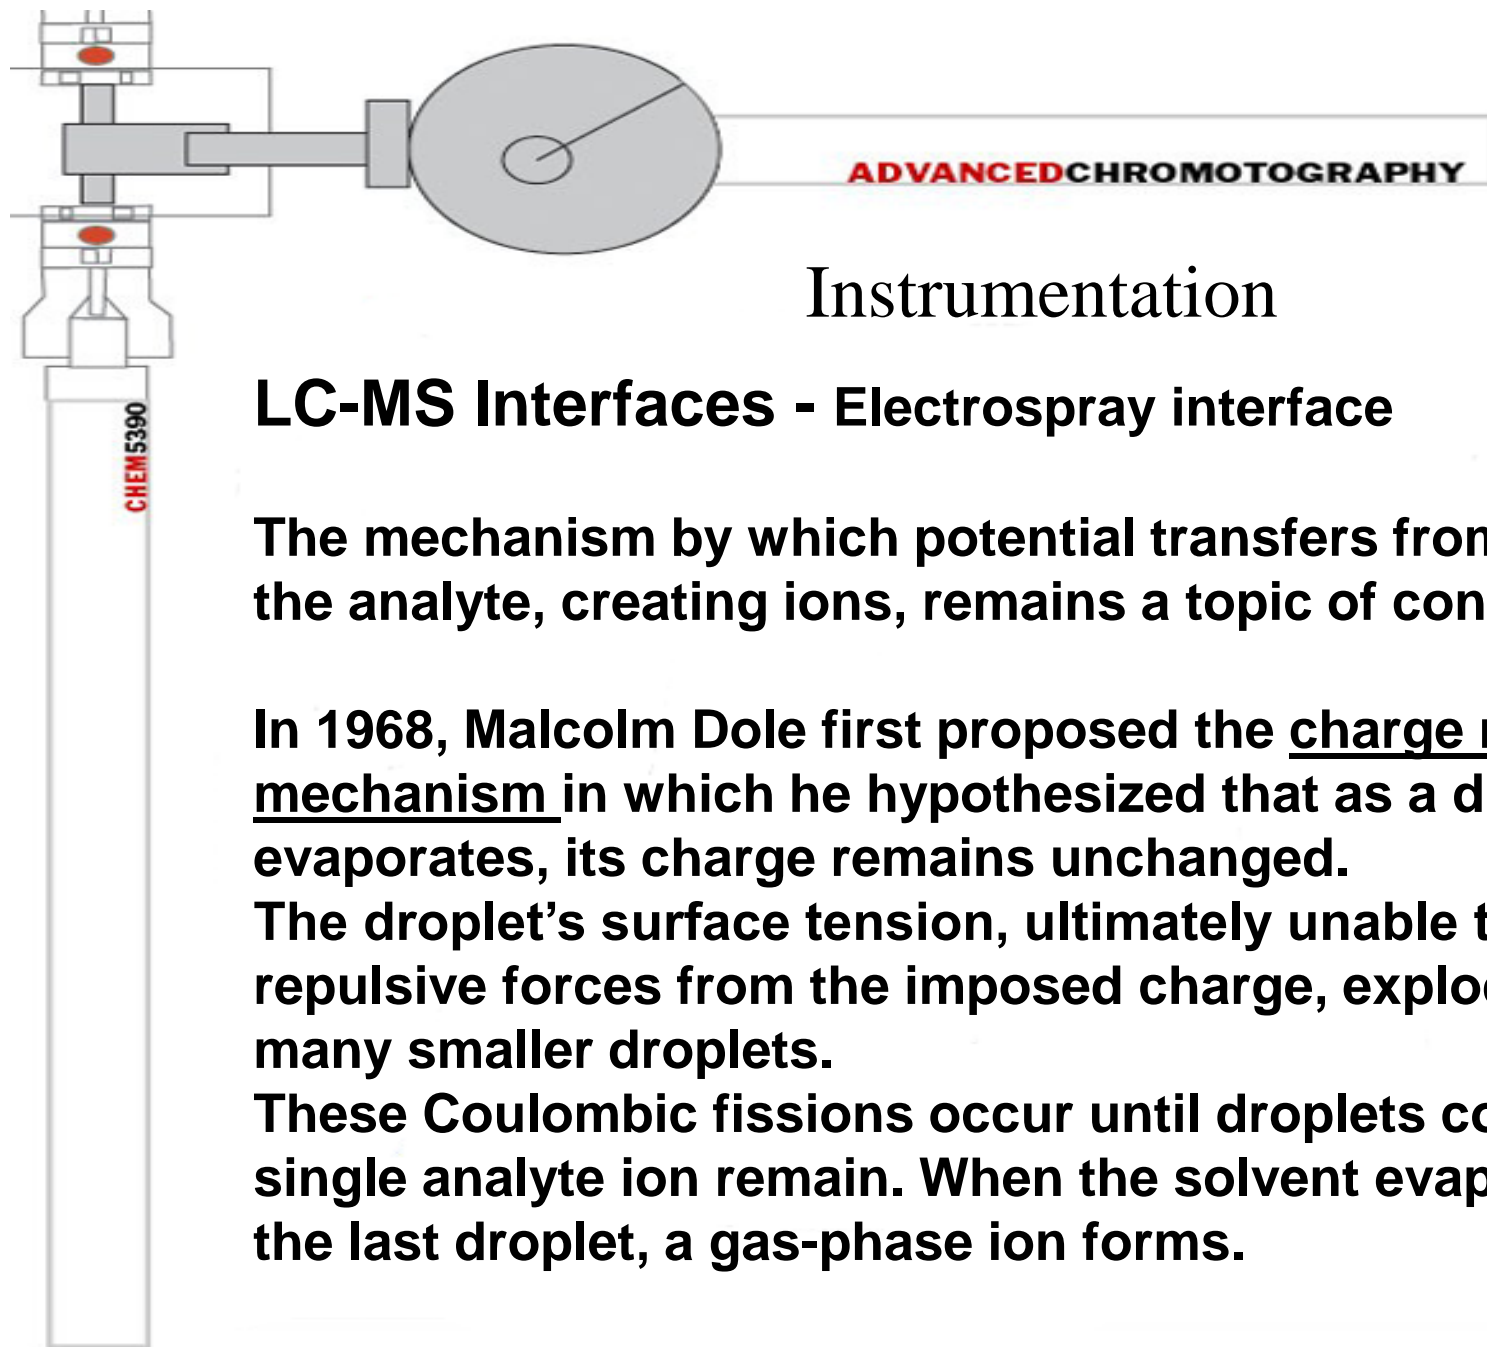 ADVANCEDCHROMOTOGRAPHY
Instrumentation
LC-MS Interfaces - Electrospray interface
CHEM5390
The mechanism by which potential transfers from
the analyte, creating ions, remains a topic of con
In 1968, Malcolm Dole first proposed the charge
mechanism in which he hypothesized that as a d
evaporates, its charge remains unchanged.
The droplet’s surface tension, ultimately unable t
repulsive forces from the imposed charge, explo
many smaller droplets.
These Coulombic fissions occur until droplets co
single analyte ion remain. When the solvent evap
the last droplet, a gas-phase ion forms.